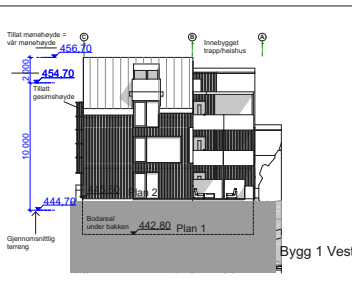 Tillat mønehøyde =
vår mønehøyde
C
B
A
456,70
Innebygget
trapp/heishus
454,70
2 000
Tillatt
gesimshøyde
10 000
Plan 2
444,70
Bodareal
under bakken
442,80
Plan 1
Gjennomsnittlig
terreng
Bygg 1 Vest